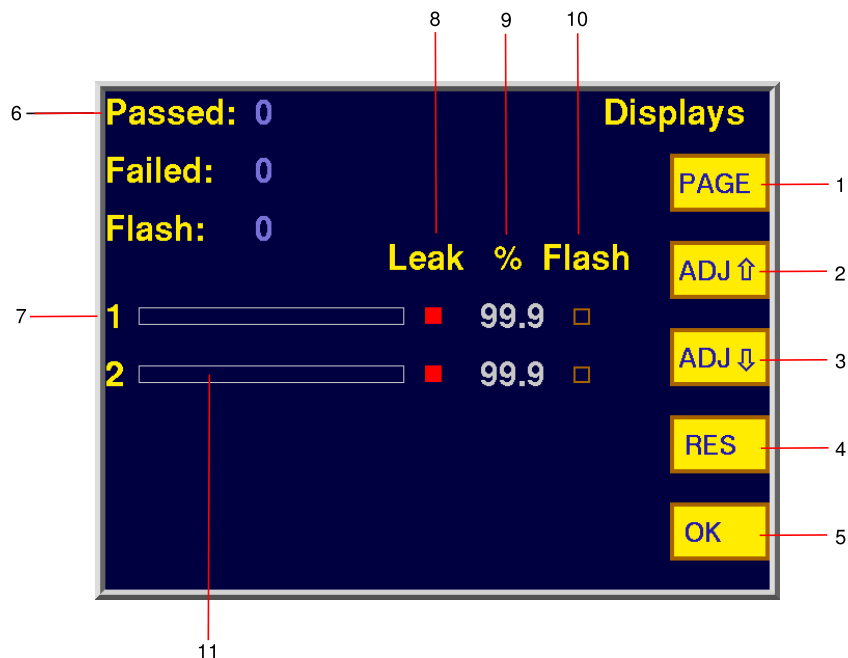 8 9 10
6 Passed: 0 Displays
Failed: 0 PAGE 1
Flash: 0
Leak % Flash ADJ⇧ 2
7 1 99.9
ADJ⇩ 3
2 99.9
RES 4
OK 5
11